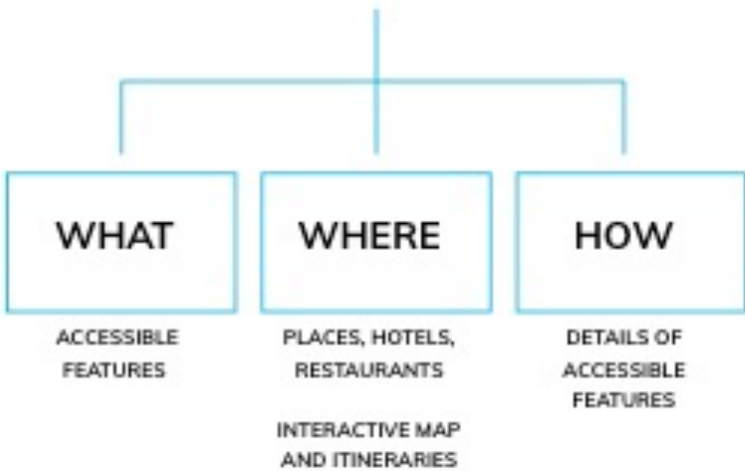 WHAT
ACCESSIBLE
FEATURES
WHERE
PLACES, HOTELS,
RESTAURANTS
INTERACTIVE MAP
AND ITINERARIES
HOW
DETAILS OF
ACCESSIBLE
FEATURES